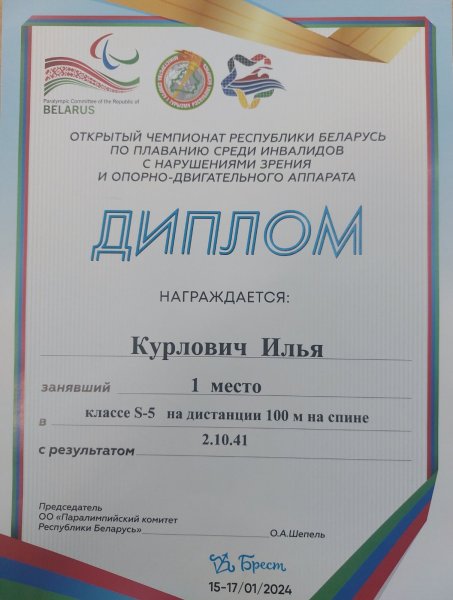 Paralympic Committee of the Republic of
BELARUS
ОТКРЫТЫЙ ЧЕМПИОНАТ РЕСПУБЛИКИ БЕЛАРУСЬ
ПО ПЛАВАНИЮ СРЕДИ ИНВАЛИДОВ
С НАРУШЕНИЯМИ ЗРЕНИЯ
И ОПОРНО-ДВИГАТЕЛЬНОГО АППАРАТА
ДИПЛОМ
НАГРАЖДАЕТСЯ:
Курлович Илья
занявший 1 место
в классе S-5 на дистанции 100 м на спине
с результатом 2.10.41
Председатель
ОО «Паралимпийский комитет
Республики Беларусь» О.А.Шепель
Брест
15-17/01/2024